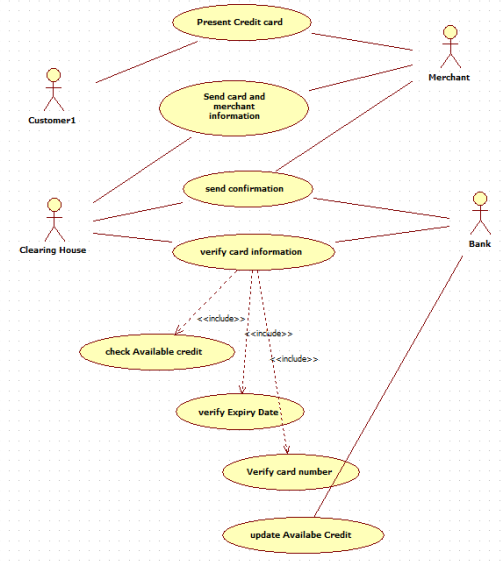 Present Credit card
Merchant
Send card and
merchant
information
Customer1
send confirmation
Clearing House
verify card information
Bank
<<include>>
<<include>>
check Available credit
<<include>>
verify Expiry Date
Verify card number
update Availabe Credit